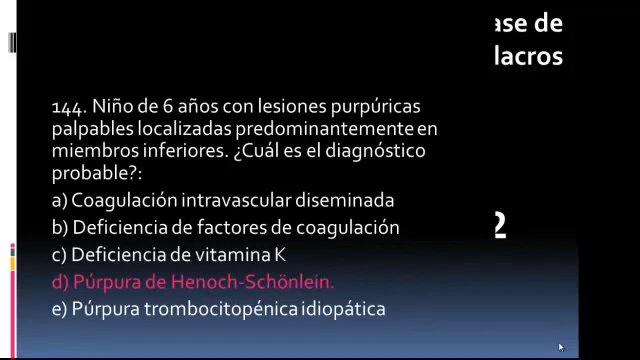 ase de
lacros
144. Niño de 6 años con lesiones purpúricas
palpables localizadas predominantemente en
miembros inferiores. ¿Cuál es el diagnóstico
probable?:
a) Coagulación intravascular diseminada
b) Deficiencia de factores de coagulación
c) Deficiencia de vitamina K
d) Púrpura de Henoch-Schönlein.
e) Púrpura trombocitopénica idiopática
2